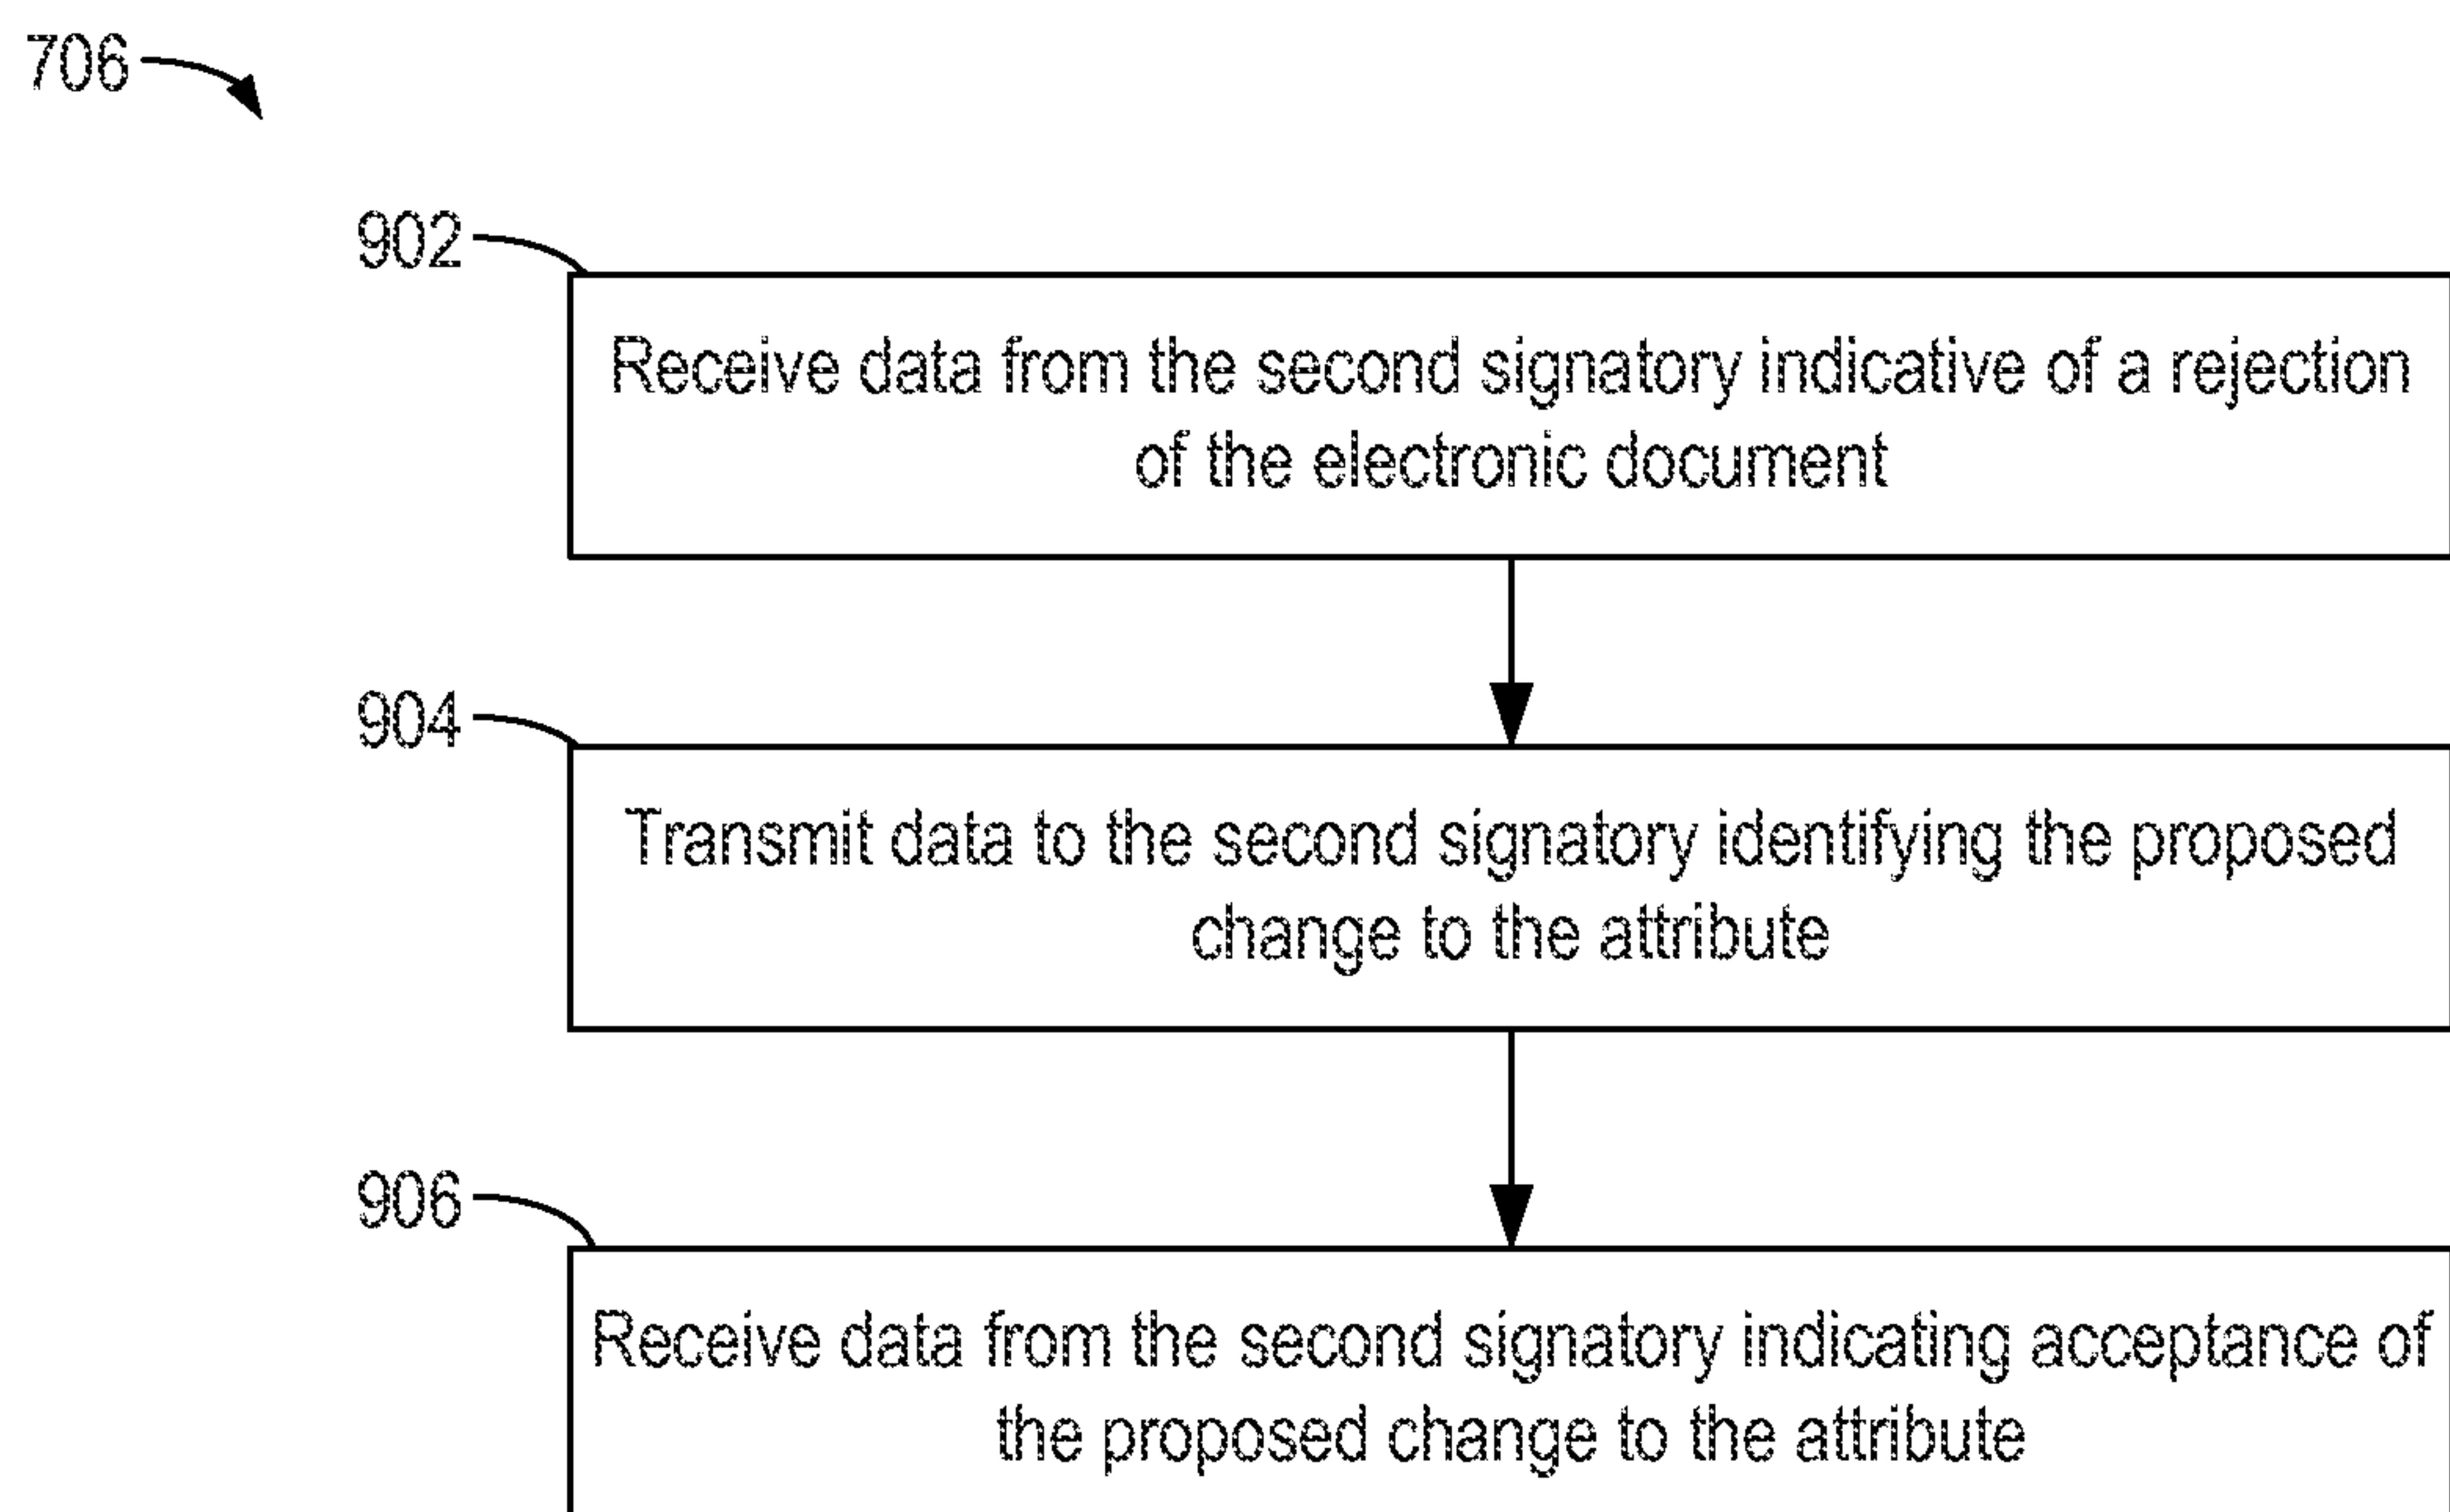 706
902
Receive data from the second signatory indicative of a rejection
of the electronic document
904
Transmit data to the second signatory identifying the proposed
change to the attribute
906
Receive data from the second signatory indicating acceptance of
the proposed change to the attribute